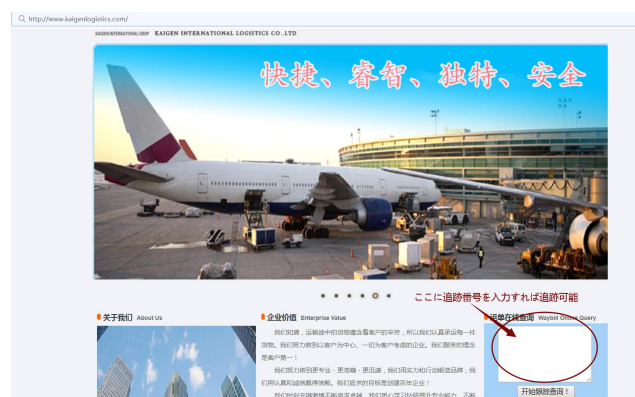 http://www.kaigenlogistics.com/
KAIGEN INTERNATIONAL LOGISTICS CO.,LTD
快捷、睿智、独特、安全
ここに追跡番号を入力すれば追跡可能
关于我们 About Us
企业价值 Enterprise Value
运单在线查询 Waybill Online Query
我们知道，运输途中的货物蕴含着客户的辛劳，所以我们认真承运每一件
货物。我们努力做到以客户为中心、一切为客户考虑的企业。我们服务的理念
是客户第一！
我们努力做到更专业、更准确、更迅速，我们用实力和行动缔造品牌，我
们用认真和诚信赢得信赖。我们追求的目标是创建百年企业！
开始跟踪查询！